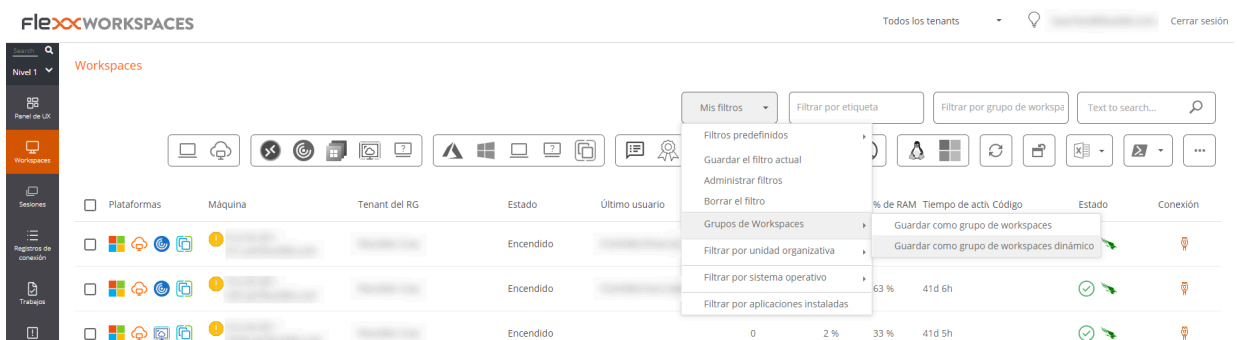 FlexxWORKSPACES
Todos los tenants
Cerrar sesión
Search
Nivel 1
Workspaces
Panel de UX
Workspaces
Sesiones
Registros de conexión
Trabajos
Mis filtros
Filtrar por etiqueta
Filtrar por grupo de workspa
Text to search...
Filtros predefinidos
Guardar el filtro actual
Administrar filtros
Borrar el filtro
Grupos de Workspaces
Guardar como grupo de workspaces
Guardar como grupo de workspaces dinámico
Filtrar por unidad organizativa
Filtrar por sistema operativo
Filtrar por aplicaciones instaladas
Plataformas Máquina Tenant del RG Estado Último usuario % de RAM Tiempo de activ Código Estado Conexión
Encendido
Encendido 63 % 41d 6h
Encendido 0 2 % 33 % 41d 5h